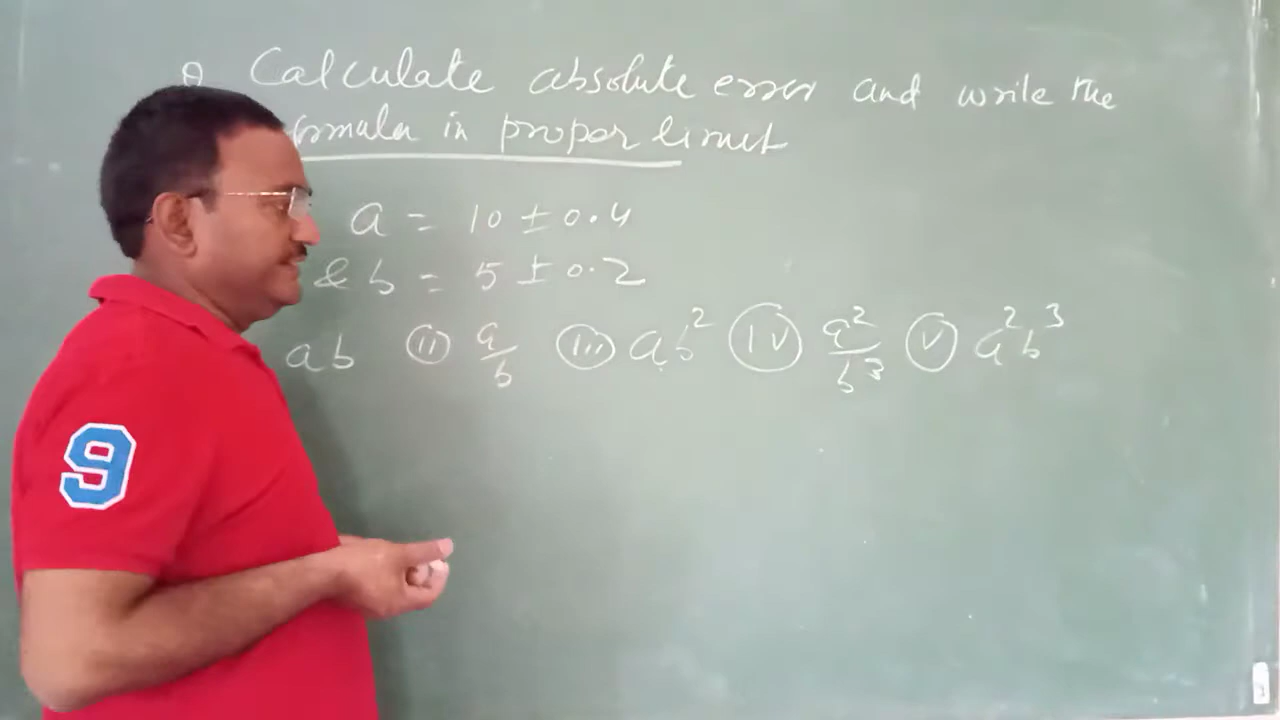 Q Calculate absolute error and write the
formula in propor limit
a = 10 ± 0.4
& b = 5 ± 0.2
ab (ii) a/b (iii) ab² (iv) a²/b³ (v) a²b³
9